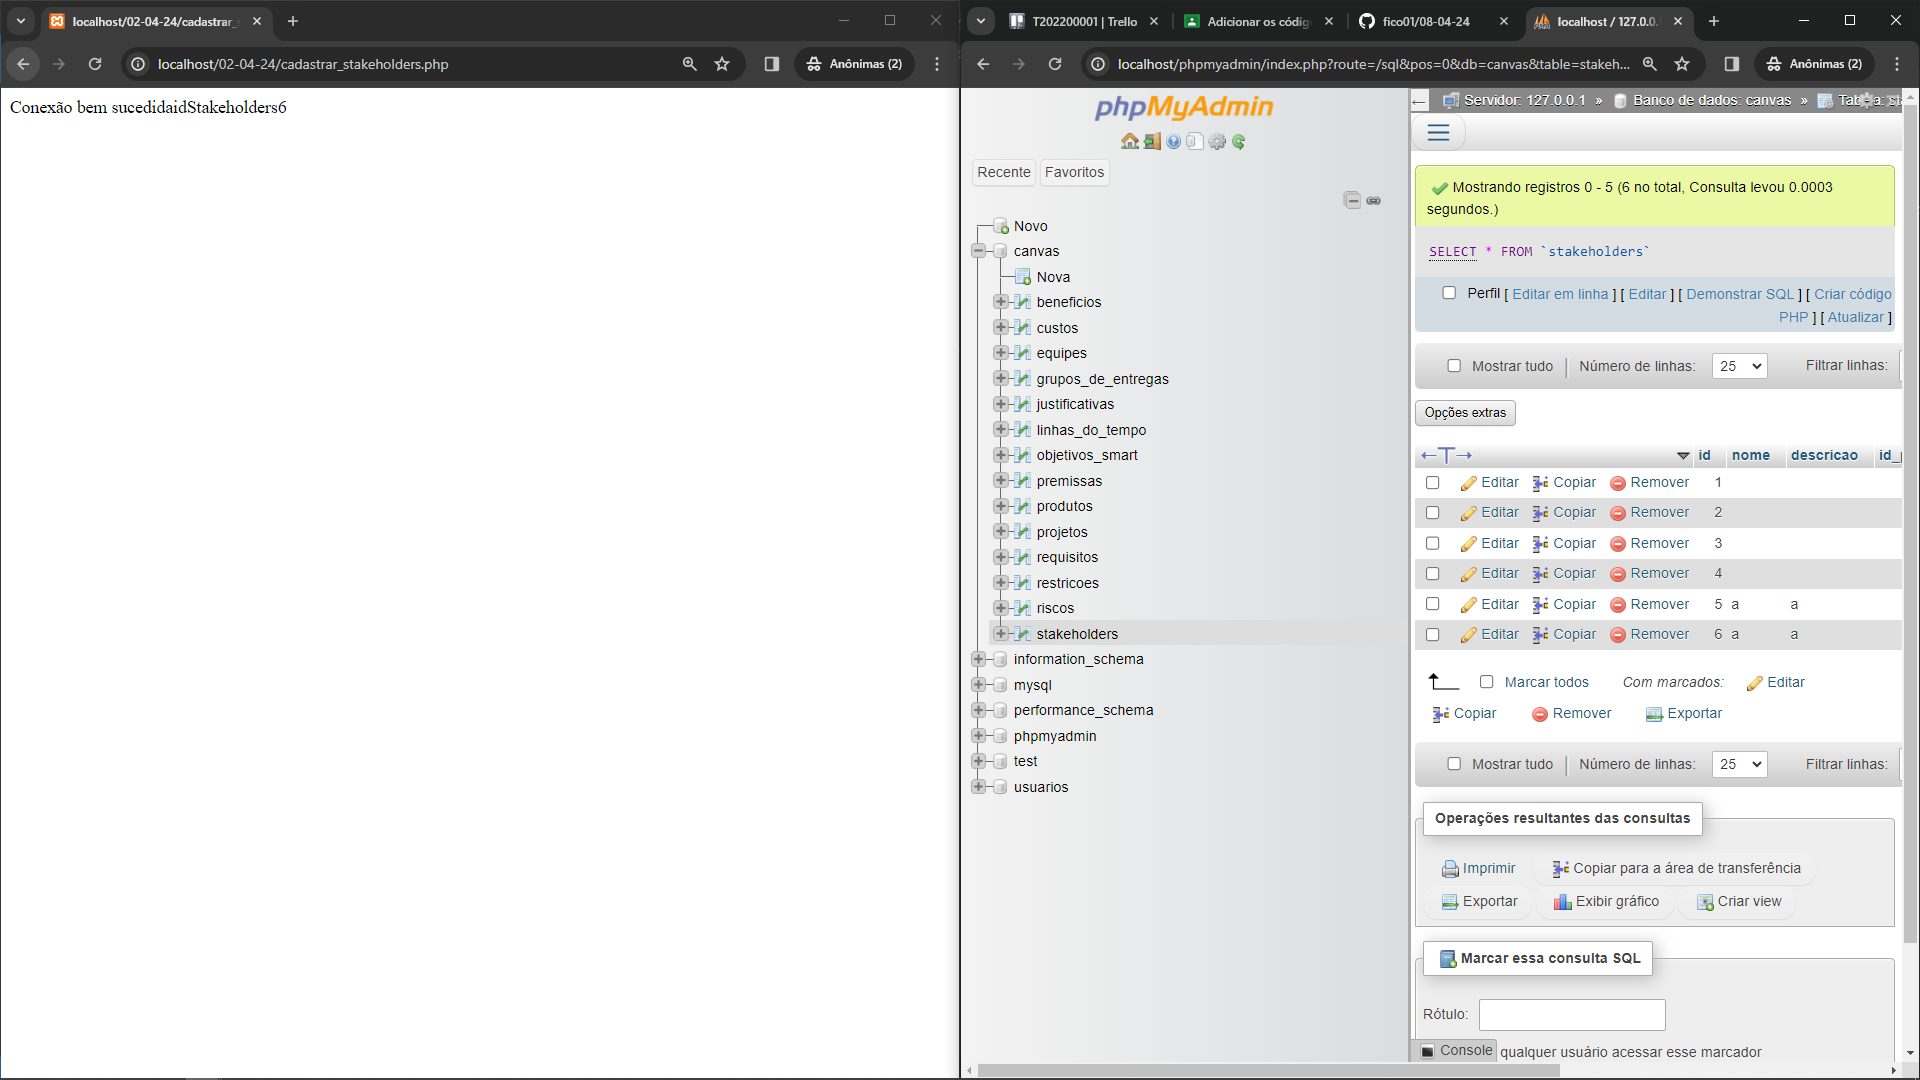 localhost/02-04-24/cadastrar_
localhost/02-04-24/cadastrar_stakeholders.php
Anônimas (2)
Conexão bem sucedidaidStakeholders6
T202200001 | Trello
Adicionar os códig
fico01/08-04-24
localhost / 127.0.0.
localhost/phpmyadmin/index.php?route=/sql&pos=0&db=canvas&table=stakeh...
Anônimas (2)
phpMyAdmin
Recente
Favoritos
Novo
canvas
Nova
beneficios
custos
equipes
grupos_de_entregas
justificativas
linhas_do_tempo
objetivos_smart
premissas
produtos
projetos
requisitos
restricoes
riscos
stakeholders
information_schema
mysql
performance_schema
phpmyadmin
test
usuarios
Servidor: 127.0.0.1 » Banco de dados: canvas »
Mostrando registros 0 - 5 (6 no total, Consulta levou 0.0003
segundos.)
SELECT * FROM `stakeholders`
Perfil [ Editar em linha ] [ Editar ] [ Demonstrar SQL ] [ Criar código
PHP ] [ Atualizar ]
Mostrar tudo | Número de linhas: 25 Filtrar linhas:
Opções extras
←T→ id nome descricao id_
Editar Copiar Remover 1
Editar Copiar Remover 2
Editar Copiar Remover 3
Editar Copiar Remover 4
Editar Copiar Remover 5 a a
Editar Copiar Remover 6 a a
Marcar todos Com marcados: Editar
Copiar Remover Exportar
Mostrar tudo | Número de linhas: 25 Filtrar linhas:
Operações resultantes das consultas
Imprimir Copiar para a área de transferência
Exportar Exibir gráfico Criar view
Marcar essa consulta SQL
Rótulo:
Console qualquer usuário acessar esse marcador